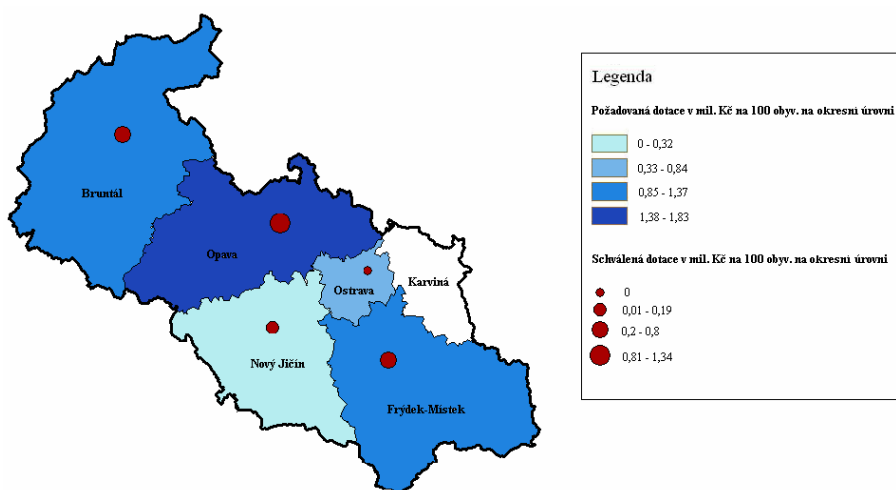 Bruntál
Opava
Ostrava
Karviná
Nový Jičín
Frýdek-Místek
Legenda
Požadovaná dotace v mil. Kč na 100 obyv. na okresní úrovni
0 - 0,32
0,33 - 0,84
0,85 - 1,37
1,38 - 1,83
Schválená dotace v mil. Kč na 100 obyv. na okresní úrovni
0
0,01 - 0,19
0,2 - 0,8
0,81 - 1,34